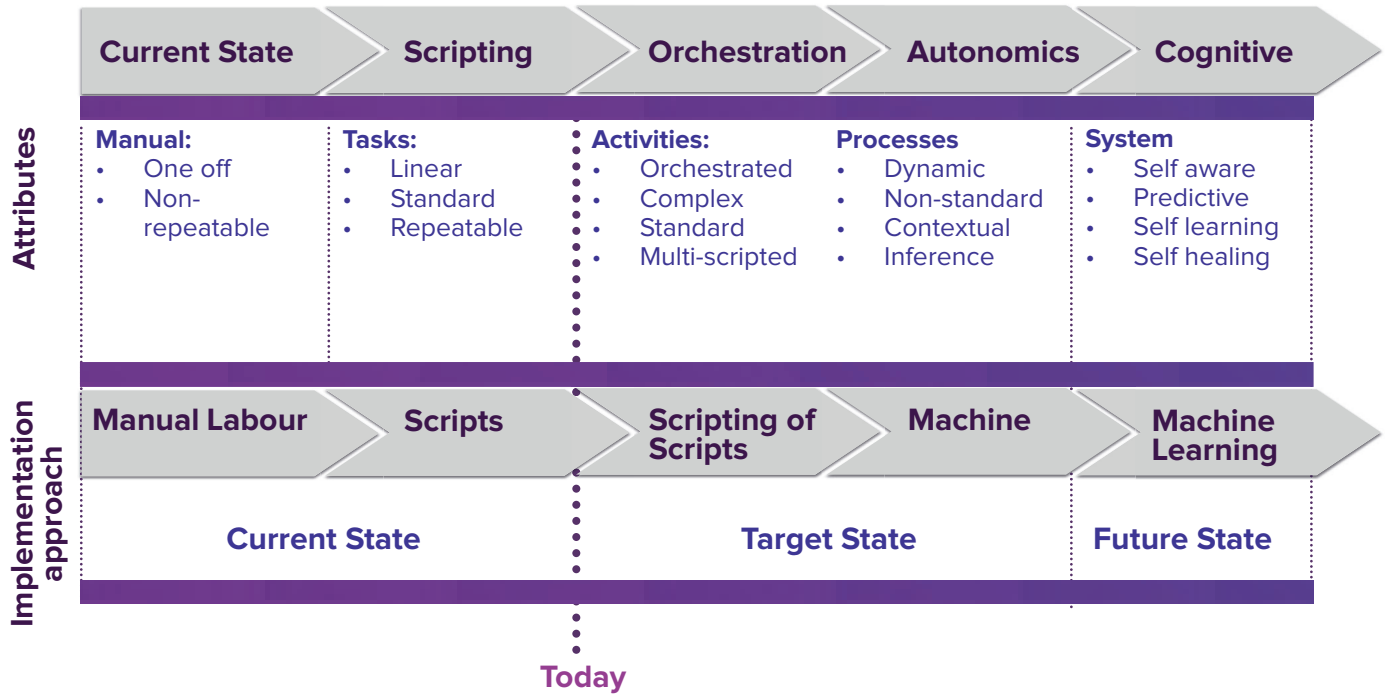 Current State
Scripting
Orchestration
Autonomics
Cognitive
Attributes
Manual:
• One off
• Non-
repeatable
Tasks:
• Linear
• Standard
• Repeatable
Activities:
• Orchestrated
• Complex
• Standard
• Multi-scripted
Processes
• Dynamic
• Non-standard
• Contextual
• Inference
System
• Self aware
• Predictive
• Self learning
• Self healing
Implementation
approach
Manual Labour
Scripts
Scripting of
Scripts
Machine
Machine
Learning
Current State
Target State
Future State
Today